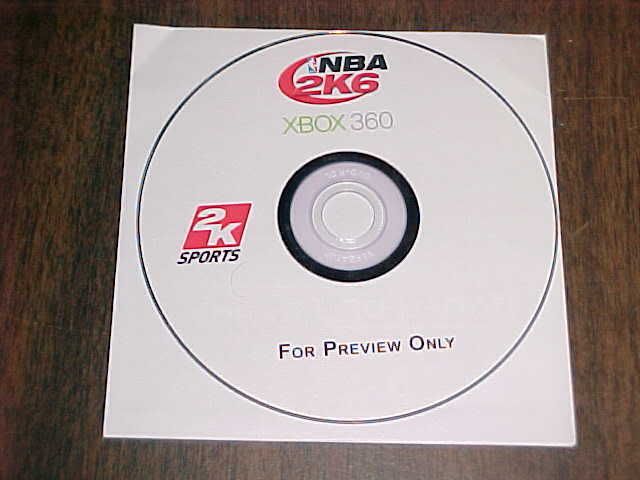 NBA
2K6
XBOX 360
2K
SPORTS
FOR PREVIEW ONLY